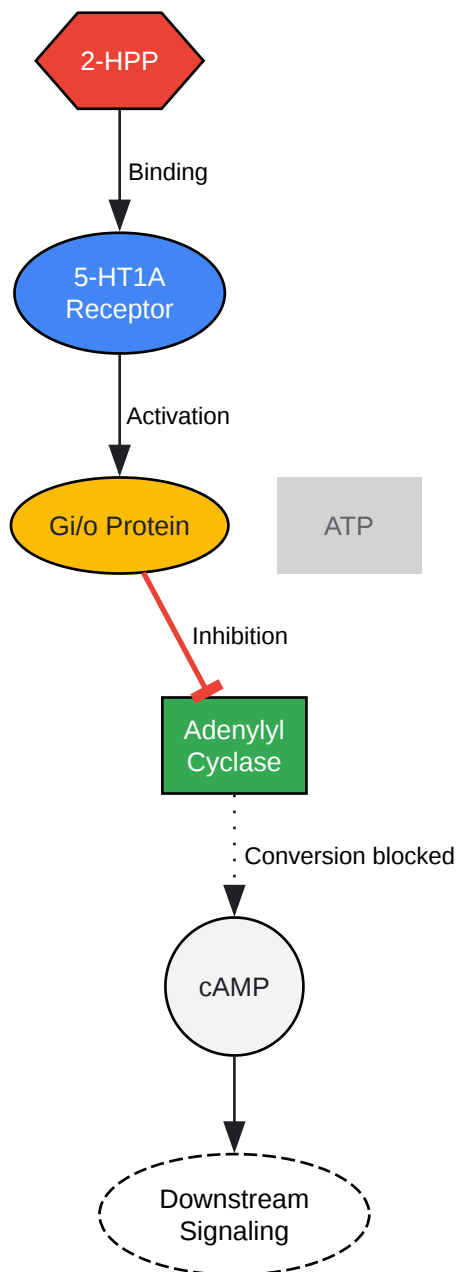 2-HPP
Binding
5-HT1A
Receptor
Activation
Gi/o Protein
ATP
Inhibition
Adenylyl
Cyclase
Conversion blocked
cAMP
Downstream
Signaling